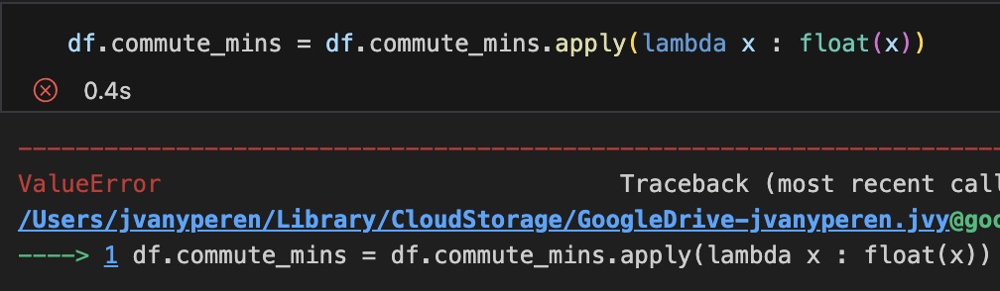 df.commute_mins = df.commute_mins.apply(lambda x : float(x))
0.4s
--------------------------------------------------------------------
ValueError Traceback (most recent call
/Users/jvanyperen/Library/CloudStorage/GoogleDrive-jvanyperen.jvy@goo
----> 1 df.commute_mins = df.commute_mins.apply(lambda x : float(x))